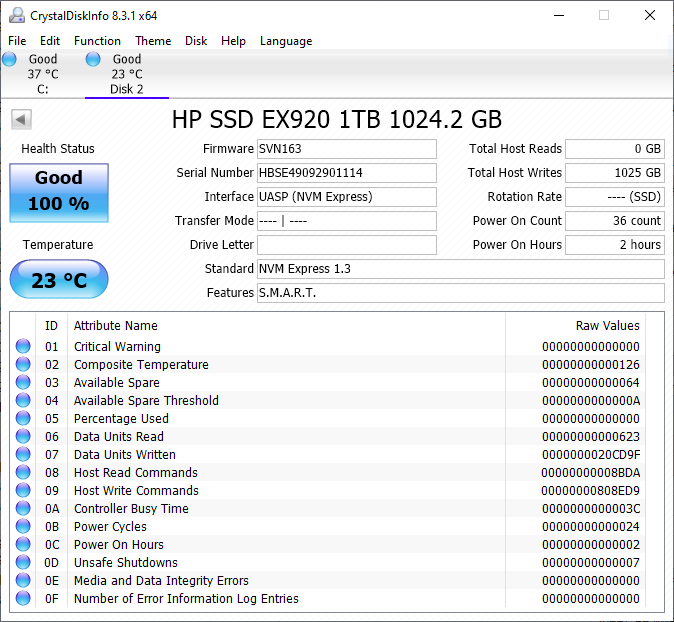 CrystalDiskInfo 8.3.1 x64
File Edit Function Theme Disk Help Language
Good Good
37 °C 23 °C
C: Disk 2
HP SSD EX920 1TB 1024.2 GB
Health Status
Good
100 %
Temperature
23 °C
Firmware SVN163
Serial Number HBSE49092901114
Interface UASP (NVM Express)
Transfer Mode ---- | ----
Drive Letter
Standard NVM Express 1.3
Features S.M.A.R.T.
Total Host Reads 0 GB
Total Host Writes 1025 GB
Rotation Rate ---- (SSD)
Power On Count 36 count
Power On Hours 2 hours
ID Attribute Name Raw Values
01 Critical Warning 00000000000000
02 Composite Temperature 00000000000126
03 Available Spare 00000000000064
04 Available Spare Threshold 0000000000000A
05 Percentage Used 00000000000000
06 Data Units Read 00000000000623
07 Data Units Written 0000000020CD9F
08 Host Read Commands 00000000008BDA
09 Host Write Commands 00000000808ED9
0A Controller Busy Time 0000000000003C
0B Power Cycles 00000000000024
0C Power On Hours 00000000000002
0D Unsafe Shutdowns 00000000000007
0E Media and Data Integrity Errors 00000000000000
0F Number of Error Information Log Entries 00000000000000